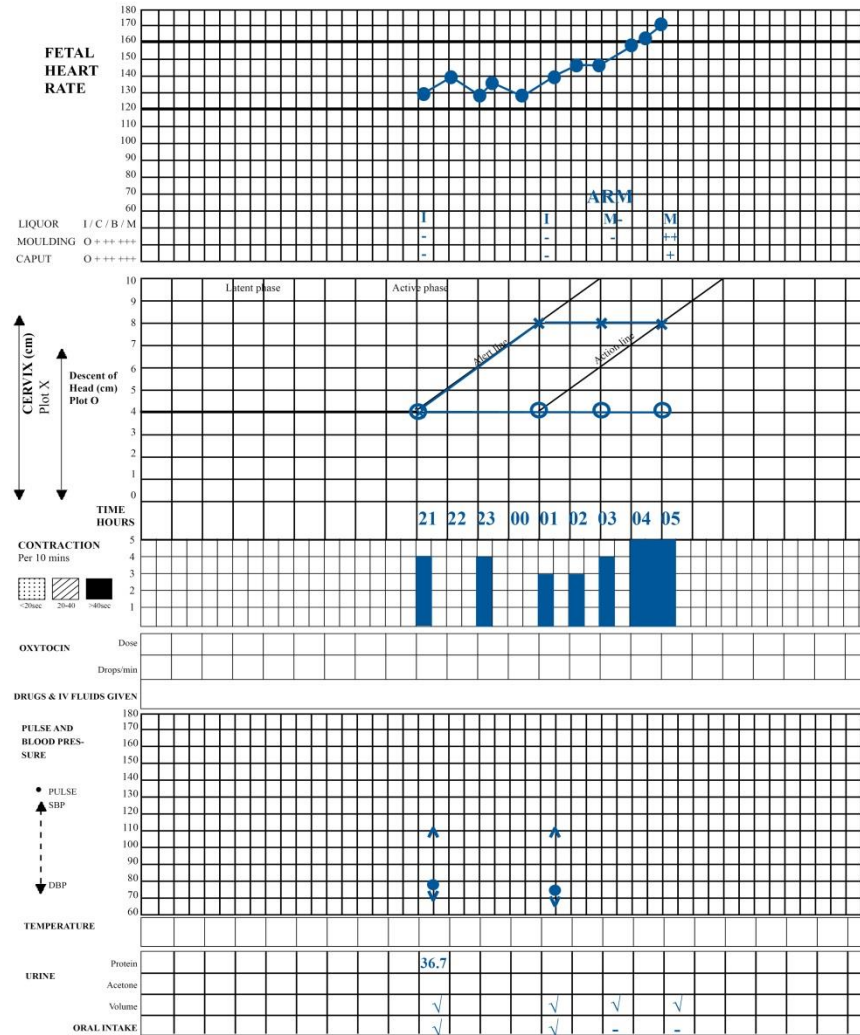 FETAL
HEART
RATE
180
170
160
150
140
130
120
110
100
90
80
70
60
ARM
LIQUOR I / C / B / M I I M- M
MOULDING O + ++ +++ - - - ++
CAPUT O + ++ +++ - - +
10
9
8
7
6
5
4
3
2
1
0
Latent phase Active phase
Alert line
Action line
CERVIX (cm)
Plot X
Descent of
Head (cm)
Plot O
TIME
HOURS
21 22 23 00 01 02 03 04 05
CONTRACTION
Per 10 mins
5
4
3
2
1
<20sec 20-40 >40sec
OXYTOCIN
Dose
Drops/min
DRUGS & IV FLUIDS GIVEN
PULSE AND
BLOOD PRES-
SURE
180
170
160
150
140
130
120
110
100
90
80
70
60
PULSE
SBP
DBP
TEMPERATURE
URINE
Protein 36.7
Acetone
Volume √ √ √ √
ORAL INTAKE √ √ - -